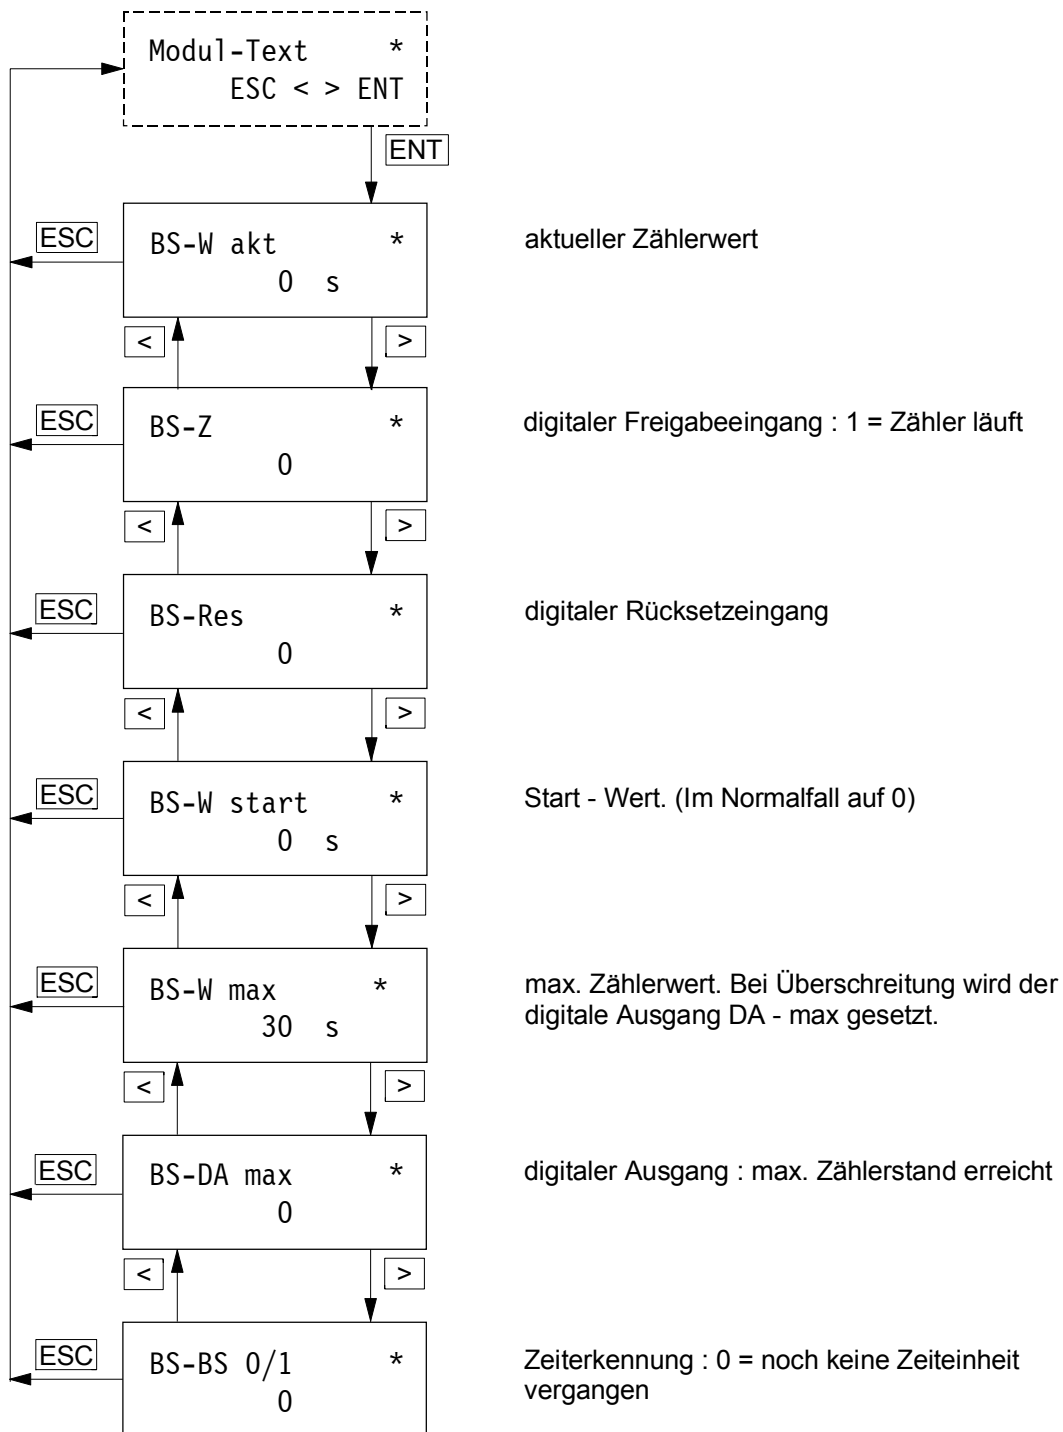 Modul-Text *
ESC < > ENT
ENT
ESC
BS-W akt *
0 s
aktueller Zählerwert
<
>
ESC
BS-Z *
0
digitaler Freigabeeingang : 1 = Zähler läuft
<
>
ESC
BS-Res *
0
digitaler Rücksetzeingang
<
>
ESC
BS-W start *
0 s
Start - Wert. (Im Normalfall auf 0)
<
>
ESC
BS-W max *
30 s
max. Zählerwert. Bei Überschreitung wird der
digitale Ausgang DA - max gesetzt.
<
>
ESC
BS-DA max *
0
digitaler Ausgang : max. Zählerstand erreicht
<
>
ESC
BS-BS 0/1 *
0
Zeiterkennung : 0 = noch keine Zeiteinheit
vergangen